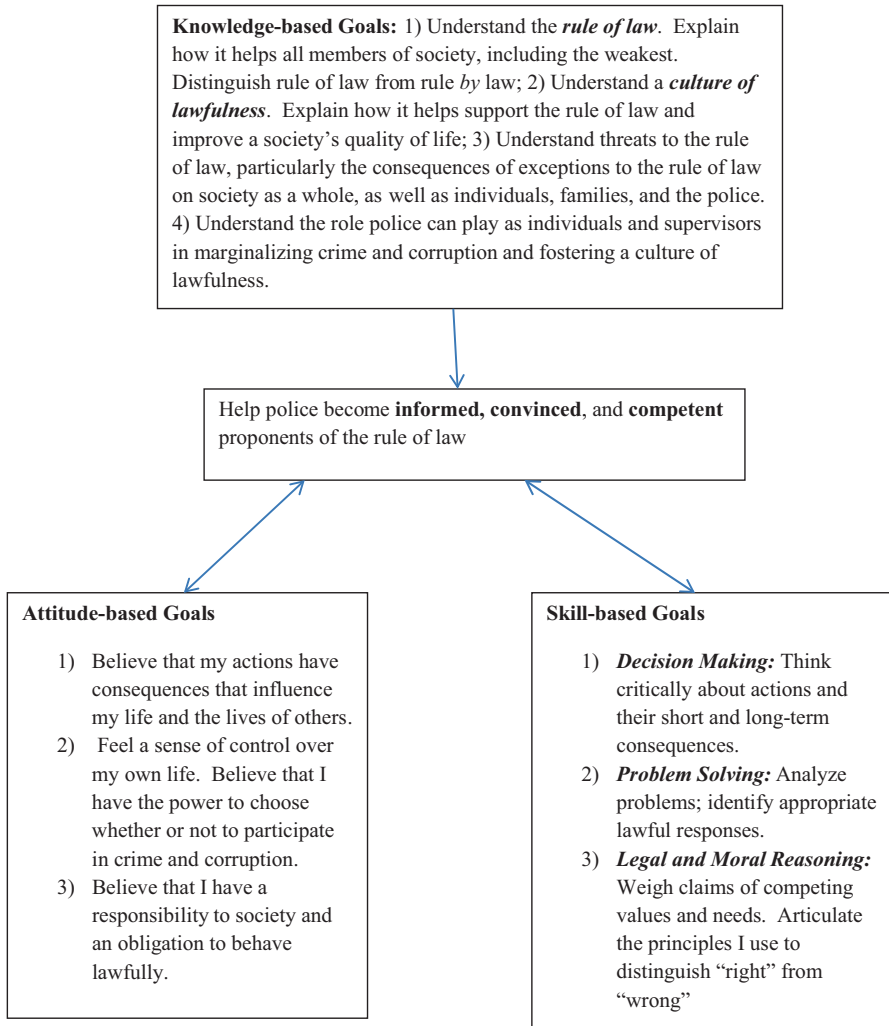 Knowledge-based Goals: 1) Understand the rule of law.  Explain
how it helps all members of society, including the weakest.
Distinguish rule of law from rule by law; 2) Understand a culture of
lawfulness.  Explain how it helps support the rule of law and
improve a society’s quality of life; 3) Understand threats to the rule
of law, particularly the consequences of exceptions to the rule of law
on society as a whole, as well as individuals, families, and the police.
4) Understand the role police can play as individuals and supervisors
in marginalizing crime and corruption and fostering a culture of
lawfulness.
Help police become informed, convinced, and competent
proponents of the rule of law
Attitude-based Goals
1) Believe that my actions have
consequences that influence
my life and the lives of others.
2) Feel a sense of control over
my own life.  Believe that I
have the power to choose
whether or not to participate
in crime and corruption.
3) Believe that I have a
responsibility to society and
an obligation to behave
lawfully.
Skill-based Goals
1) Decision Making: Think
critically about actions and
their short and long-term
consequences.
2) Problem Solving: Analyze
problems; identify appropriate
lawful responses.
3) Legal and Moral Reasoning:
Weigh claims of competing
values and needs.  Articulate
the principles I use to
distinguish “right” from
“wrong”